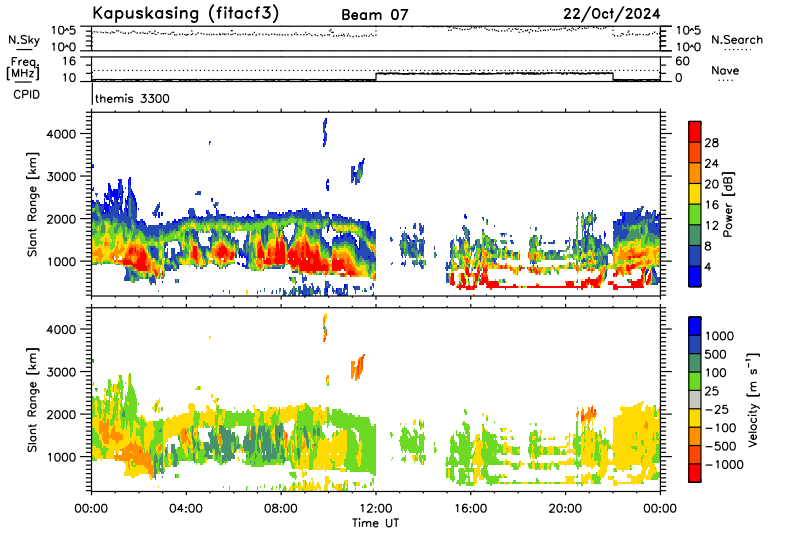 Kapuskasing (fitacf3) Beam 07 22/Oct/2024
N.Sky 10^5 10^0 10^5 10^0 N.Search
Freq. [MHz] 16 10 60 0 Nave
CPID themis 3300
Slant Range [km] 4000 3000 2000 1000
Power [dB] 28 24 20 16 12 8 4
Slant Range [km] 4000 3000 2000 1000
Velocity [m s⁻¹] 1000 500 100 25 −25 −100 −500 −1000
00:00 04:00 08:00 12:00 16:00 20:00 00:00
Time UT